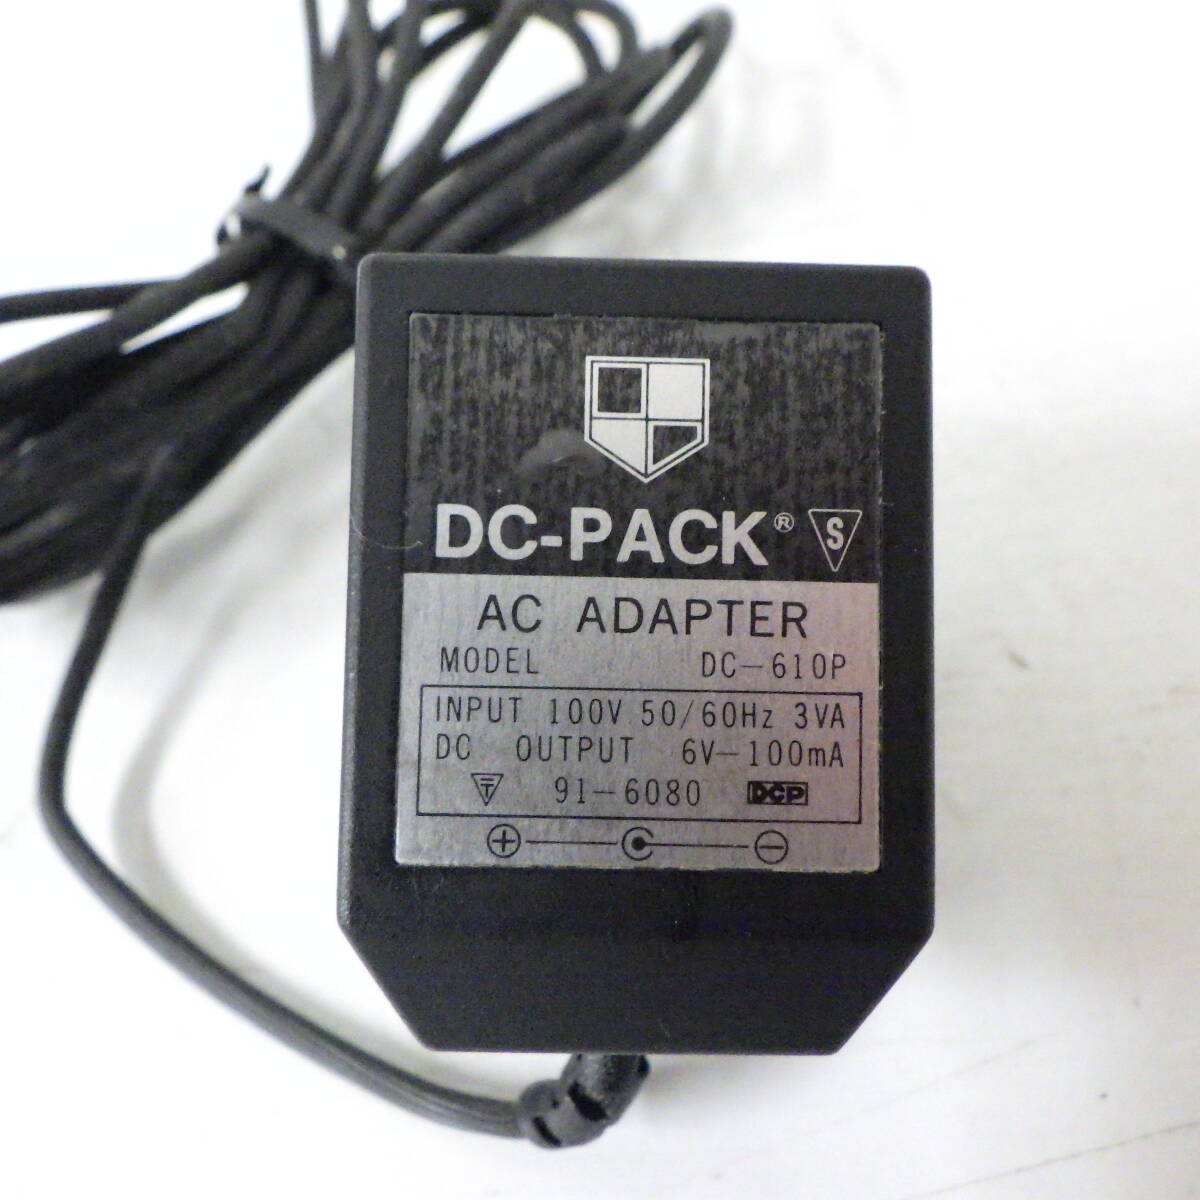 DC-PACK® S
AC ADAPTER
MODEL DC-610P
INPUT 100V 50/60Hz 3VA
DC OUTPUT 6V-100mA
T 91-6080 DCP